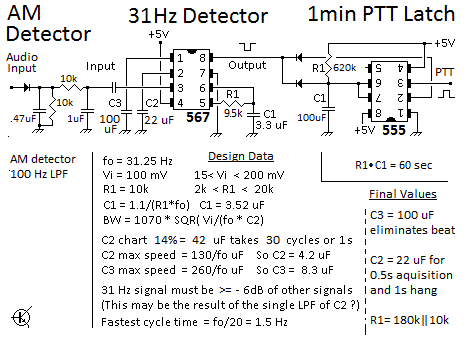 AM Detector
31Hz Detector
1min PTT Latch
Audio Input
10k
10k
.47uF
1uF
Input
+5V
C3
100 uF
C2
22 uF
1 8
2 7
3 6
4 5
567
R1
9.5k
C1
3.3 uF
Output
R1 620k
C1
100uF
+5V
5 4
6 3
7 2
8 1
+5V
555
PTT
AM detector
100 Hz LPF
Design Data
fo = 31.25 Hz
Vi = 100 mV 15< Vi < 200 mV
R1 = 10k 2k < R1 < 20k
C1 = 1.1/(R1*fo) C1 = 3.52 uF
BW = 1070 * SQR( Vi/(fo * C2)
C2 chart 14% = 42 uF takes 30 cycles or 1s
C2 max speed = 130/fo uF So C2 = 4.2 uF
C3 max speed = 260/fo uF So C3 = 8.3 uF
31 Hz signal must be >= - 6dB of other signals
(This may be the result of the single LPF of C2 ?)
Fastest cycle time = fo/20 = 1.5 Hz
R1•C1 = 60 sec
Final Values
C3 = 100 uF
eliminates beat
C2 = 22 uF for
0.5s aquisition
and 1s hang
R1= 180k||10k